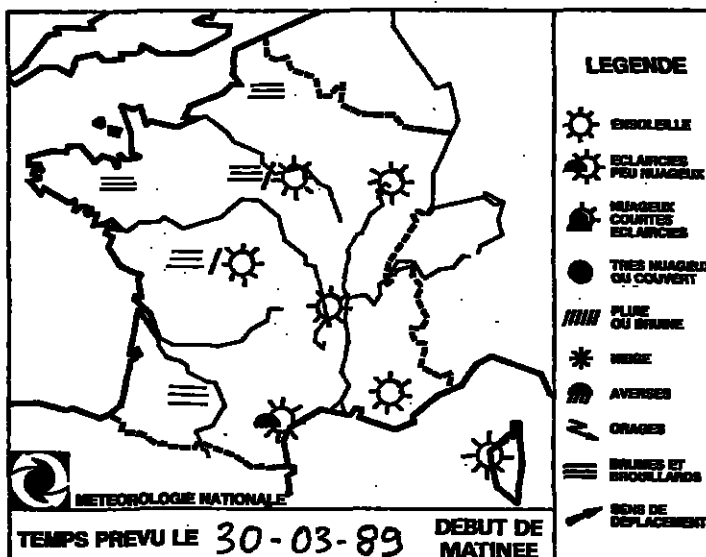 LEGENDE
ENSOLEILLE
ECLAIRCIES
PEU NUAGEUX
NUAGEUX
COURTES
ECLAIRCIES
TRES NUAGEUX
OU COUVERT
PLUIE
OU BRUINE
NEIGE
AVERSES
ORAGES
BRUMES ET
BROUILLARDS
SENS DE
DEPLACEMENT
METEOROLOGIE NATIONALE
TEMPS PREVU LE 30-03-89 DEBUT DE
MATINEE